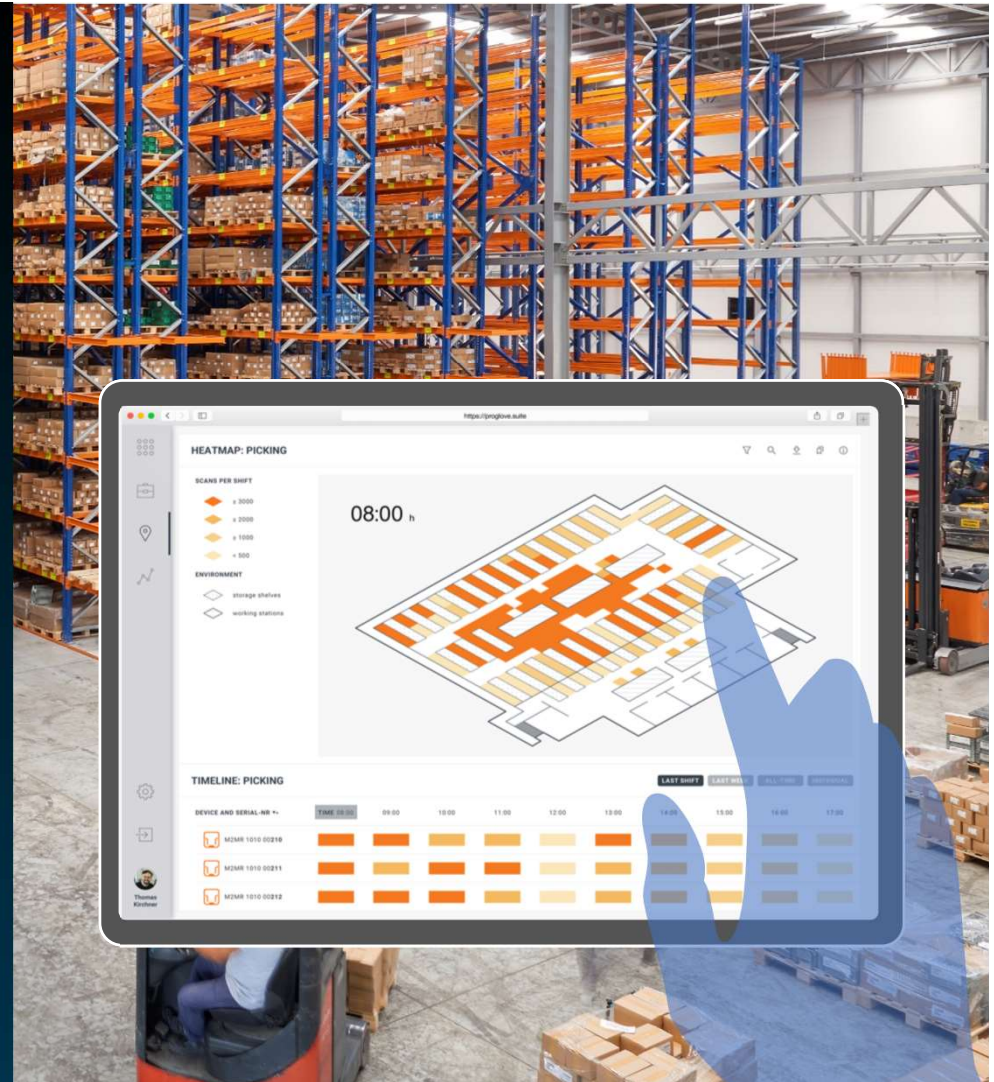 https://proglove.suite
HEATMAP: PICKING
SCANS PER SHIFT
≥ 3000
≥ 2000
≥ 1000
< 500
ENVIRONMENT
storage shelves
working stations
08:00 h
TIMELINE: PICKING
LAST SHIFT LAST WEEK ALL-TIME INDIVIDUAL
DEVICE AND SERIAL-NR TIME 08:00 09:00 10:00 11:00 12:00 13:00 14:00 15:00 16:00 17:00
M2MR 1010 00210
M2MR 1010 00211
M2MR 1010 00212
Thomas
Kirchner